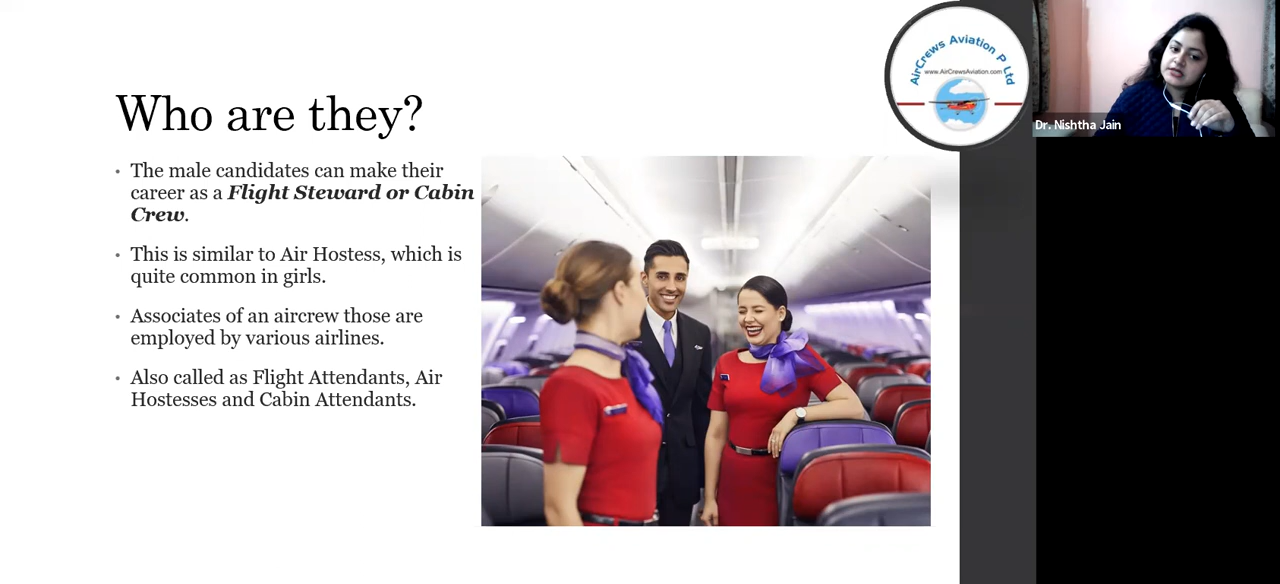 AirCrews Aviation P Ltd
www.AirCrewsAviation.com
Dr. Nishtha Jain
Who are they?
• The male candidates can make their
career as a Flight Steward or Cabin
Crew.
• This is similar to Air Hostess, which is
quite common in girls.
• Associates of an aircrew those are
employed by various airlines.
• Also called as Flight Attendants, Air
Hostesses and Cabin Attendants.